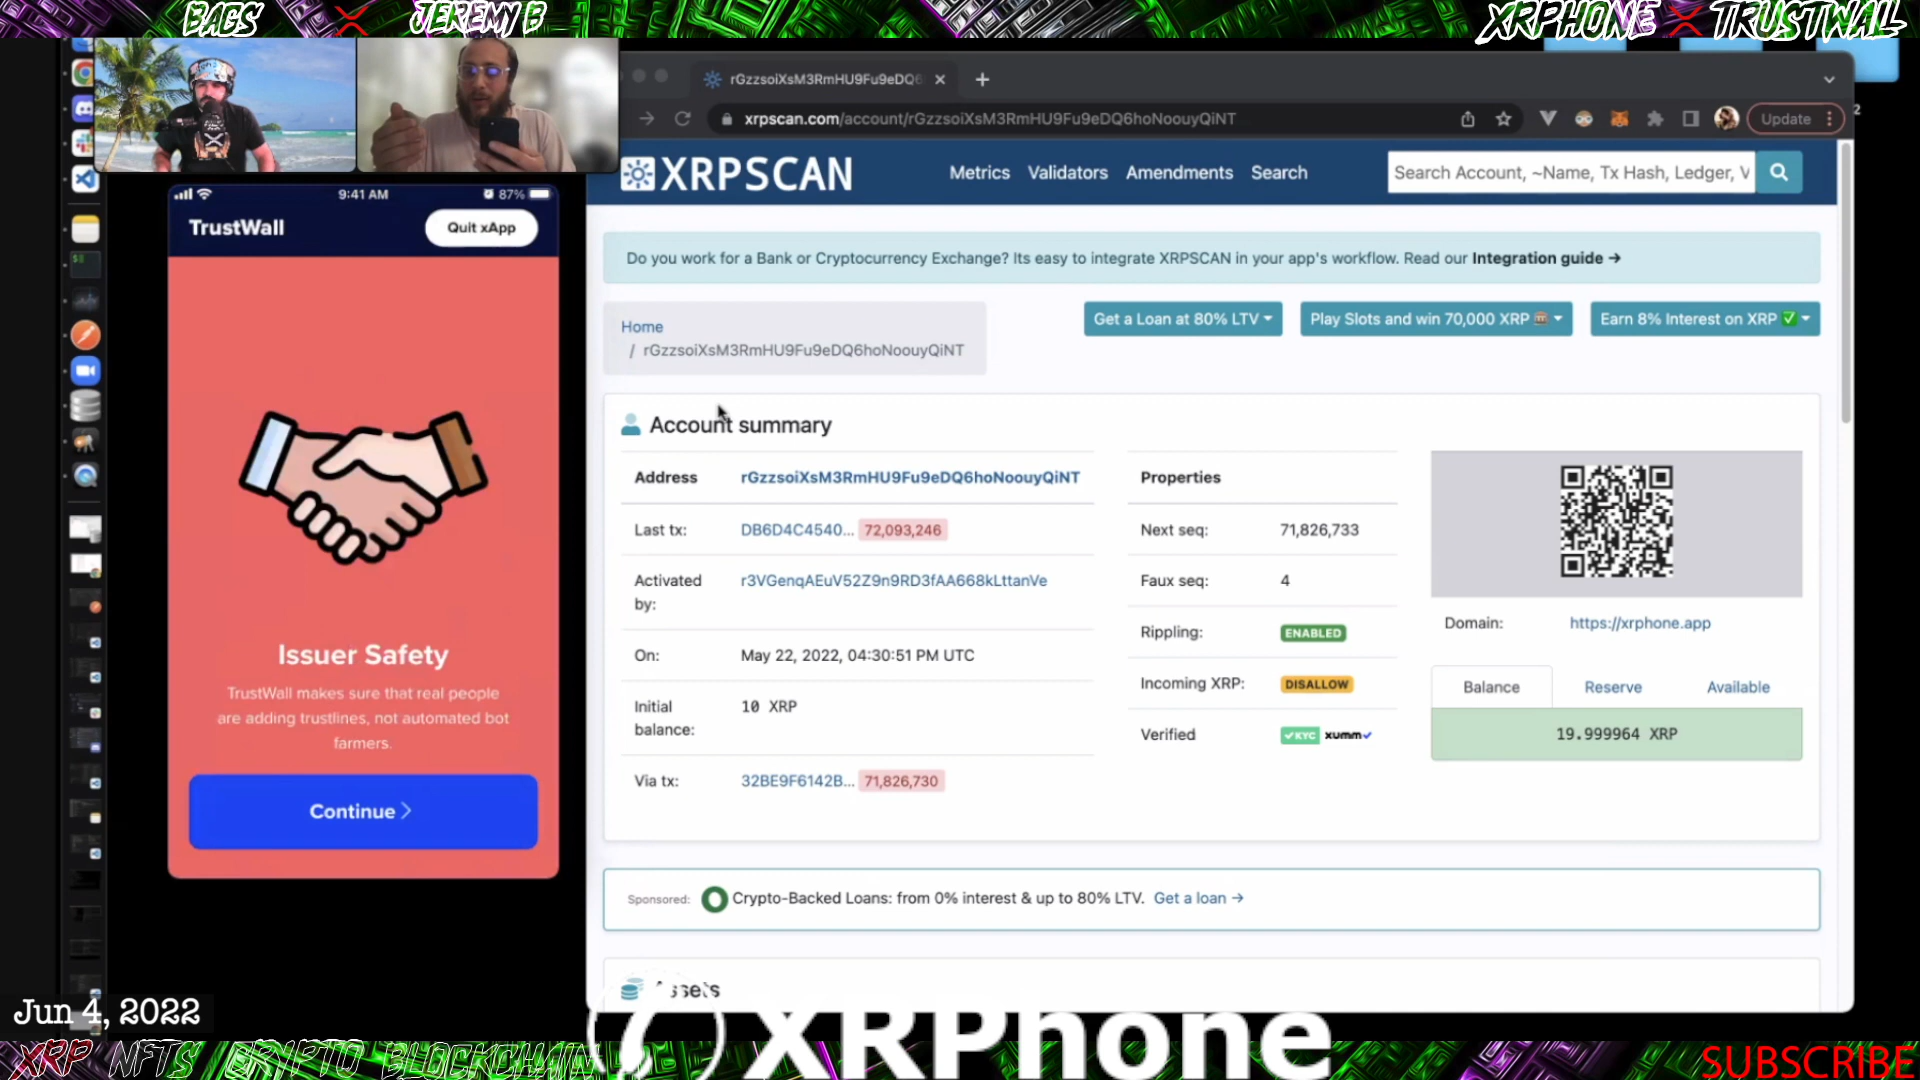 BAGS X JEREMY B
XRPHONE X TRUSTWALL
rGzzsoiXsM3RmHU9Fu9eDQ6
xrpscan.com/account/rGzzsoiXsM3RmHU9Fu9eDQ6hoNoouyQiNT
Update
XRPSCAN
Metrics Validators Amendments Search
Search Account, ~Name, Tx Hash, Ledger, V
9:41 AM 87%
TrustWall
Quit xApp
Issuer Safety
TrustWall makes sure that real people
are adding trustlines, not automated bot
farmers.
Continue
Do you work for a Bank or Cryptocurrency Exchange? Its easy to integrate XRPSCAN in your app's workflow. Read our Integration guide →
Home
/ rGzzsoiXsM3RmHU9Fu9eDQ6hoNoouyQiNT
Get a Loan at 80% LTV
Play Slots and win 70,000 XRP
Earn 8% Interest on XRP
Account summary
Address rGzzsoiXsM3RmHU9Fu9eDQ6hoNoouyQiNT
Last tx: DB6D4C4540... 72,093,246
Activated by: r3VGenqAEuV52Z9n9RD3fAA668kLttanVe
On: May 22, 2022, 04:30:51 PM UTC
Initial balance: 10 XRP
Via tx: 32BE9F6142B... 71,826,730
Properties
Next seq: 71,826,733
Faux seq: 4
Rippling: ENABLED
Incoming XRP: DISALLOW
Verified KYC xumm
Domain: https://xrphone.app
Balance Reserve Available
19.999964 XRP
Sponsored: Crypto-Backed Loans: from 0% interest & up to 80% LTV. Get a loan →
Assets
Jun 4, 2022
XRPhone
XRP NFTS CRYPTO BLOCKCHAIN
SUBSCRIBE